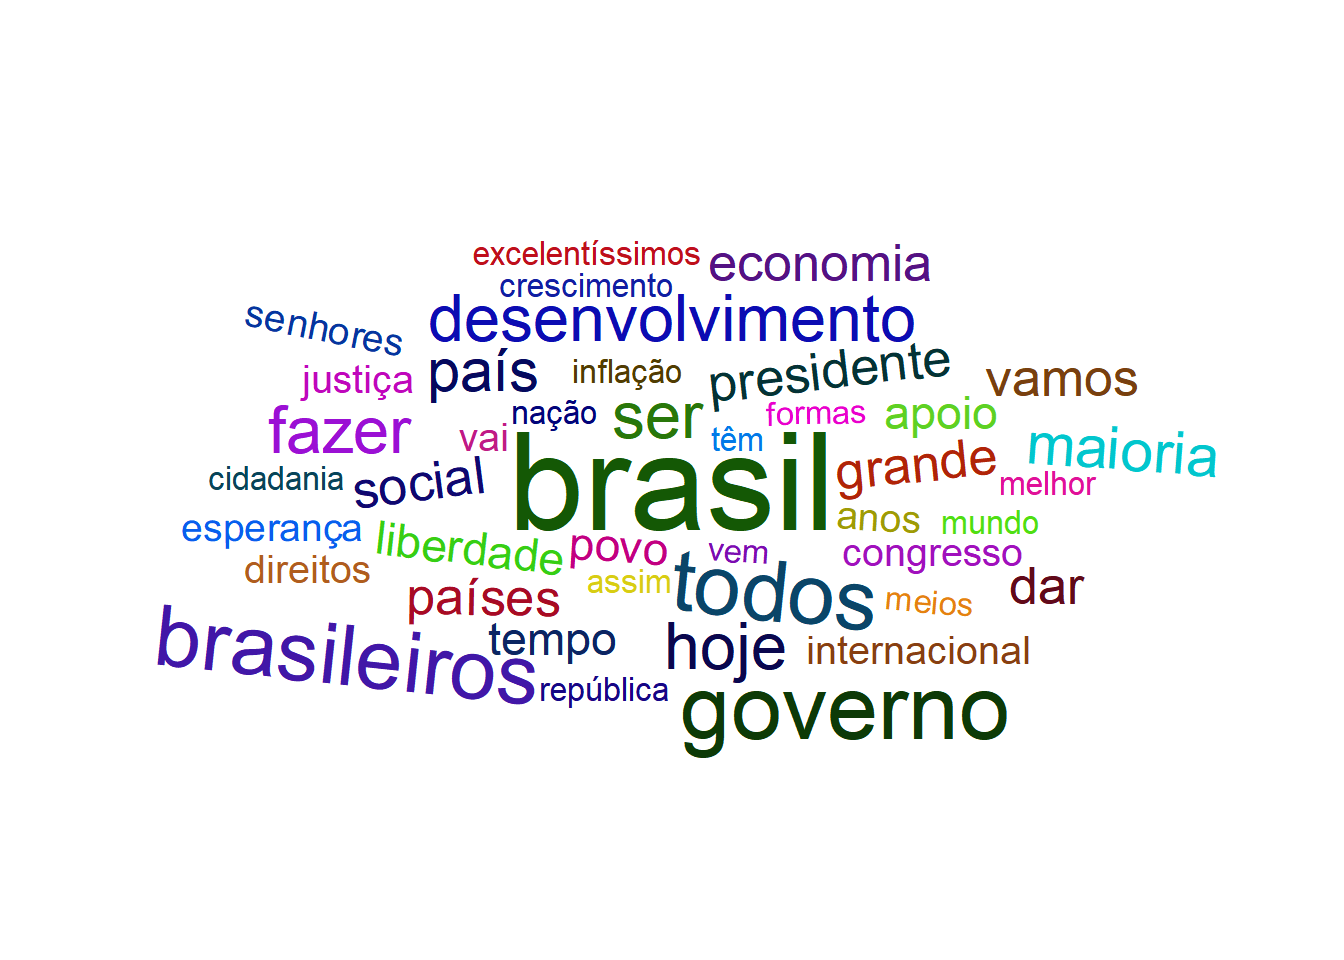 excelentíssimos
economia
crescimento
senhores
desenvolvimento
justiça
país
inflação
presidente
vamos
fazer
vai
nação
ser
têm
formas
apoio
maioria
cidadania
social
brasil
grande
melhor
esperança
liberdade
povo
vem
anos
mundo
congresso
direitos
países
assim
todos
meios
dar
brasileiros
tempo
hoje
internacional
república
governo